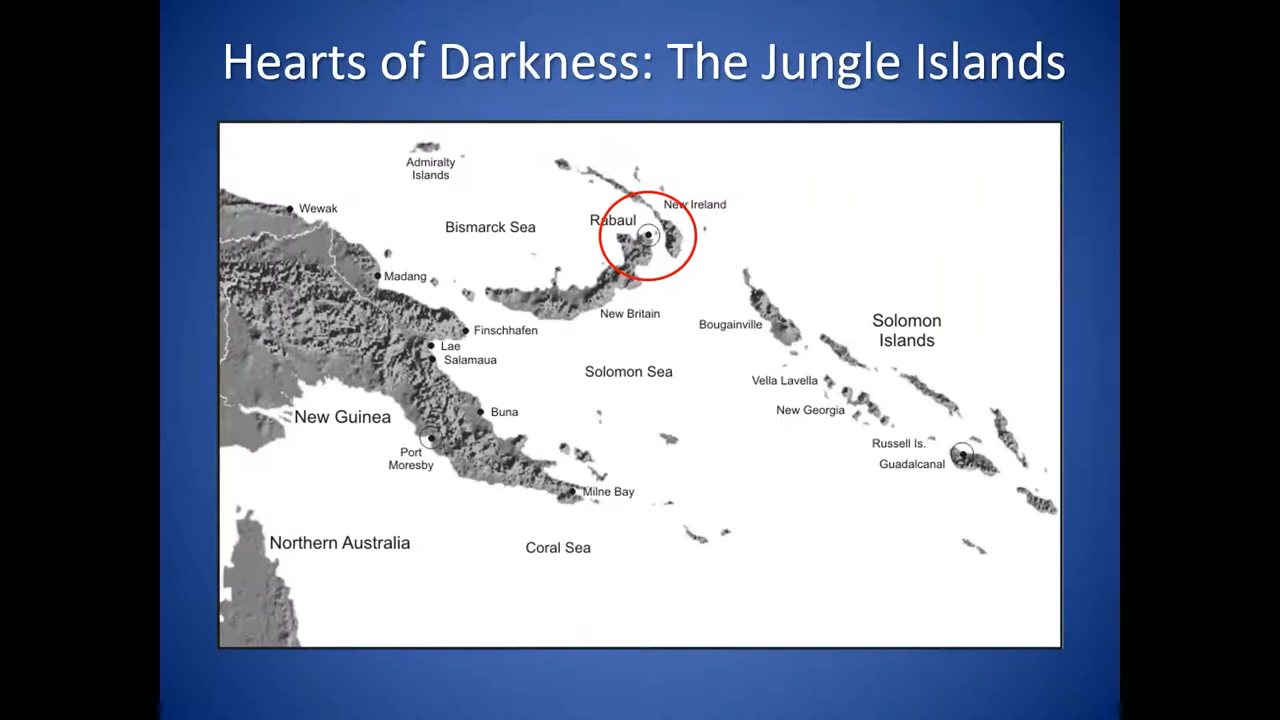 Hearts of Darkness: The Jungle Islands
Admiralty
Islands
Wewak
New Ireland
Rabaul
Bismarck Sea
Madang
New Britain
Bougainville
Solomon
Islands
Finschhafen
Lae
Salamaua
Solomon Sea
Vella Lavella
New Georgia
Buna
New Guinea
Port
Moresby
Russell Is.
Guadalcanal
Milne Bay
Northern Australia
Coral Sea